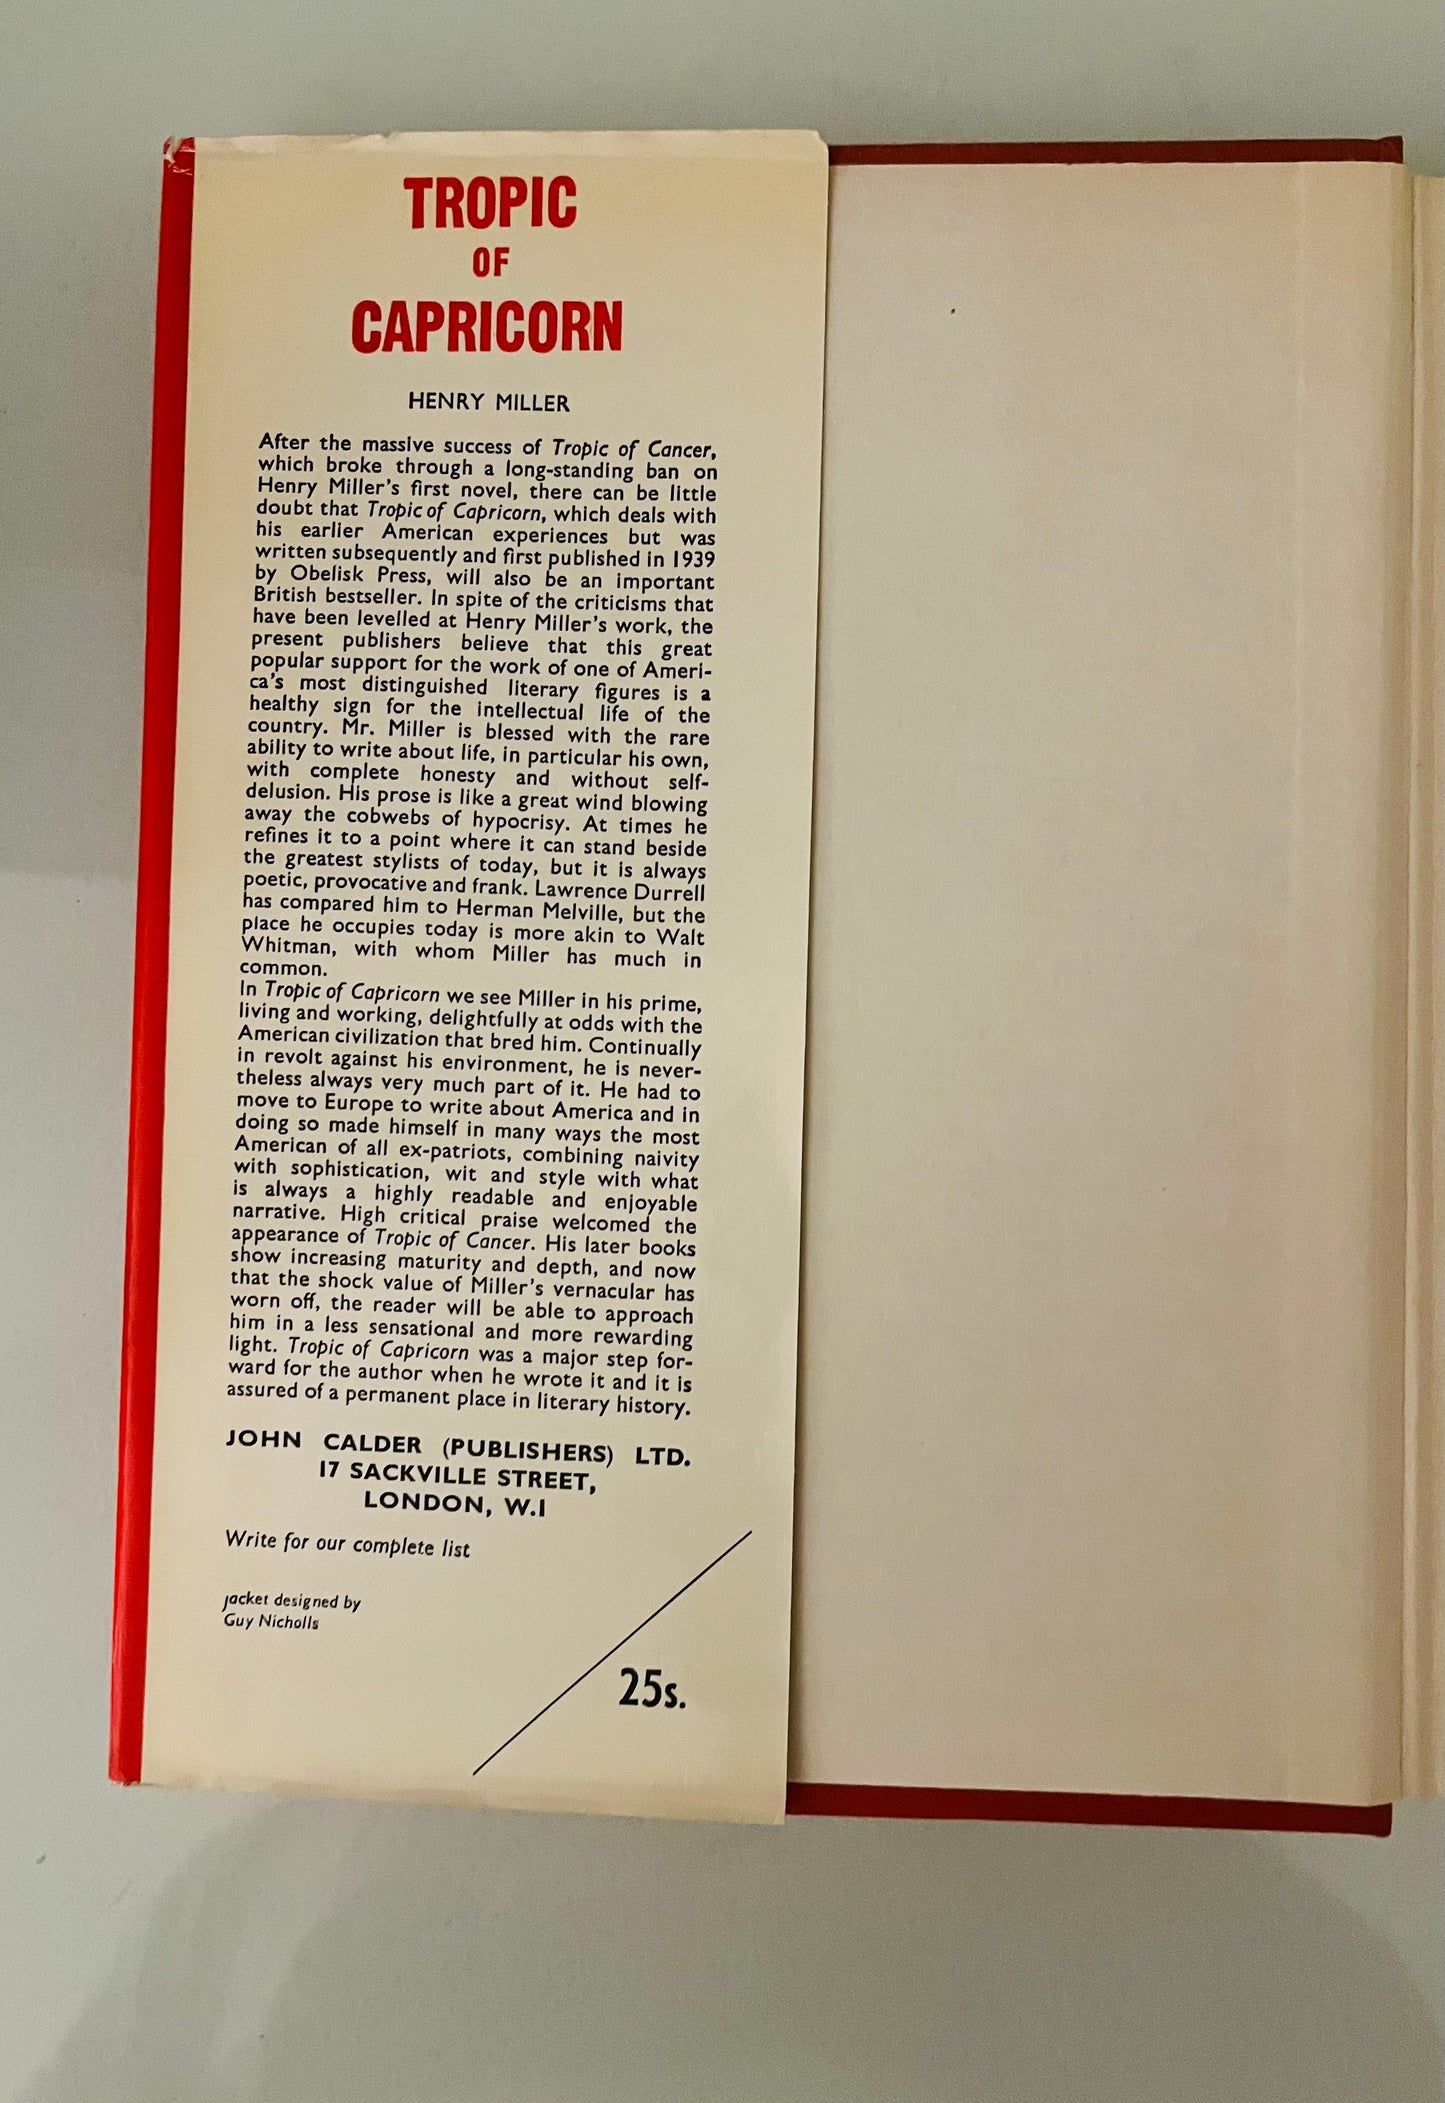 TROPIC
OF
CAPRICORN
HENRY MILLER
After the massive success of Tropic of Cancer,
which broke through a long-standing ban on
Henry Miller's first novel, there can be little
doubt that Tropic of Capricorn, which deals with
his earlier American experiences but was
written subsequently and first published in 1939
by Obelisk Press, will also be an important
British bestseller. In spite of the criticisms that
have been levelled at Henry Miller's work, the
present publishers believe that this great
popular support for the work of one of Ameri-
ca's most distinguished literary figures is a
healthy sign for the intellectual life of the
country. Mr. Miller is blessed with the rare
ability to write about life, in particular his own,
with complete honesty and without self-
delusion. His prose is like a great wind blowing
away the cobwebs of hypocrisy. At times he
refines it to a point where it can stand beside
the greatest stylists of today, but it is always
poetic, provocative and frank. Lawrence Durrell
has compared him to Herman Melville, but the
place he occupies today is more akin to Walt
Whitman, with whom Miller has much in
common.
In Tropic of Capricorn we see Miller in his prime,
living and working, delightfully at odds with the
American civilization that bred him. Continually
in revolt against his environment, he is never-
theless always very much part of it. He had to
move to Europe to write about America and in
doing so made himself in many ways the most
American of all ex-patriots, combining naivity
with sophistication, wit and style with what
is always a highly readable and enjoyable
narrative. High critical praise welcomed the
appearance of Tropic of Cancer. His later books
show increasing maturity and depth, and now
that the shock value of Miller's vernacular has
worn off, the reader will be able to approach
him in a less sensational and more rewarding
light. Tropic of Capricorn was a major step for-
ward for the author when he wrote it and it is
assured of a permanent place in literary history.
JOHN CALDER (PUBLISHERS) LTD.
17 SACKVILLE STREET,
LONDON, W.I
Write for our complete list
jacket designed by
Guy Nicholls
25s.